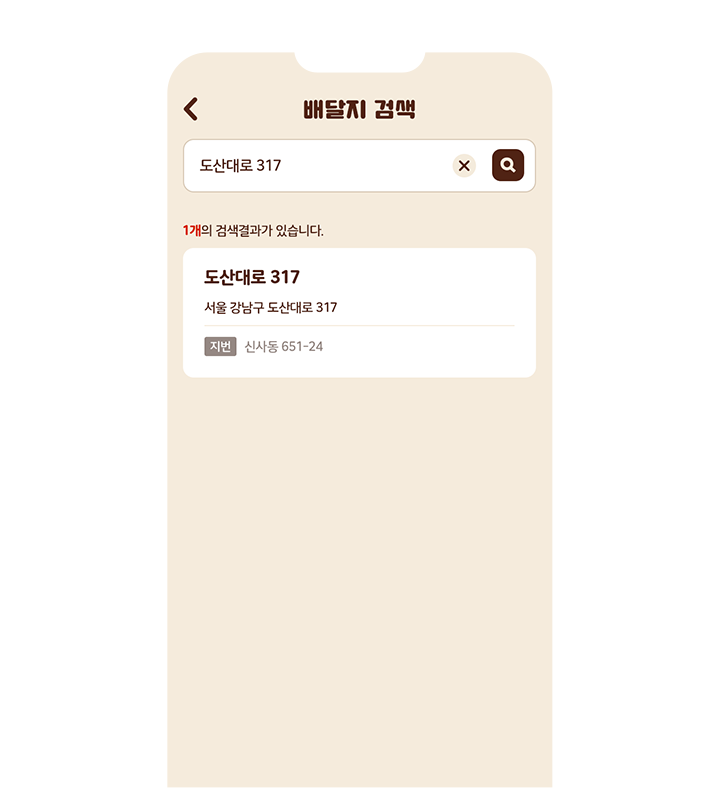 배달지 검색
도산대로 317
1개의 검색결과가 있습니다.
도산대로 317
서울 강남구 도산대로 317
지번 신사동 651-24